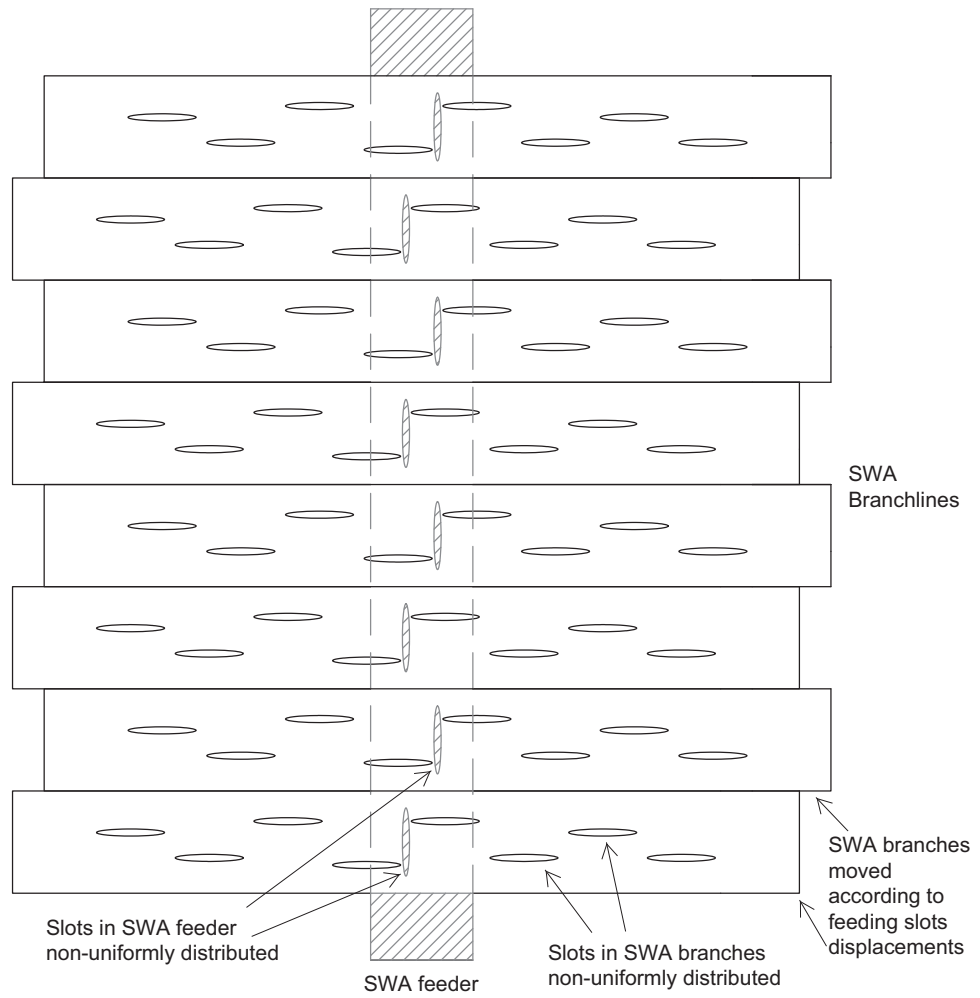 SWA
Branchlines
SWA branches
moved
according to
feeding slots
displacements
Slots in SWA feeder
non-uniformly distributed
Slots in SWA branches
non-uniformly distributed
SWA feeder